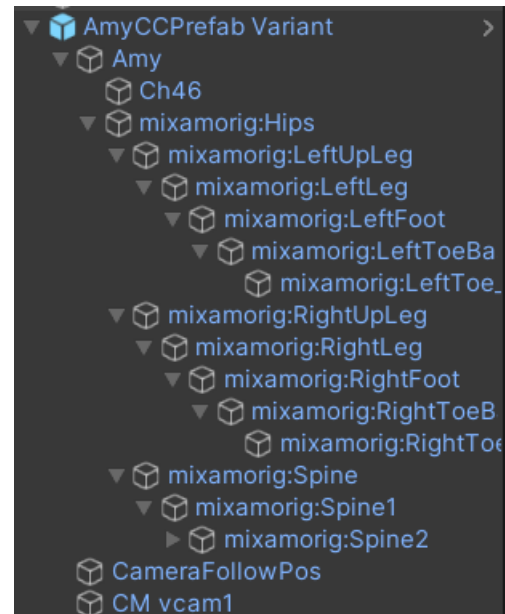 AmyCCPrefab Variant
Amy
Ch46
mixamorig:Hips
mixamorig:LeftUpLeg
mixamorig:LeftLeg
mixamorig:LeftFoot
mixamorig:LeftToeBa
mixamorig:LeftToe_
mixamorig:RightUpLeg
mixamorig:RightLeg
mixamorig:RightFoot
mixamorig:RightToeB
mixamorig:RightToe
mixamorig:Spine
mixamorig:Spine1
mixamorig:Spine2
CameraFollowPos
CM vcam1